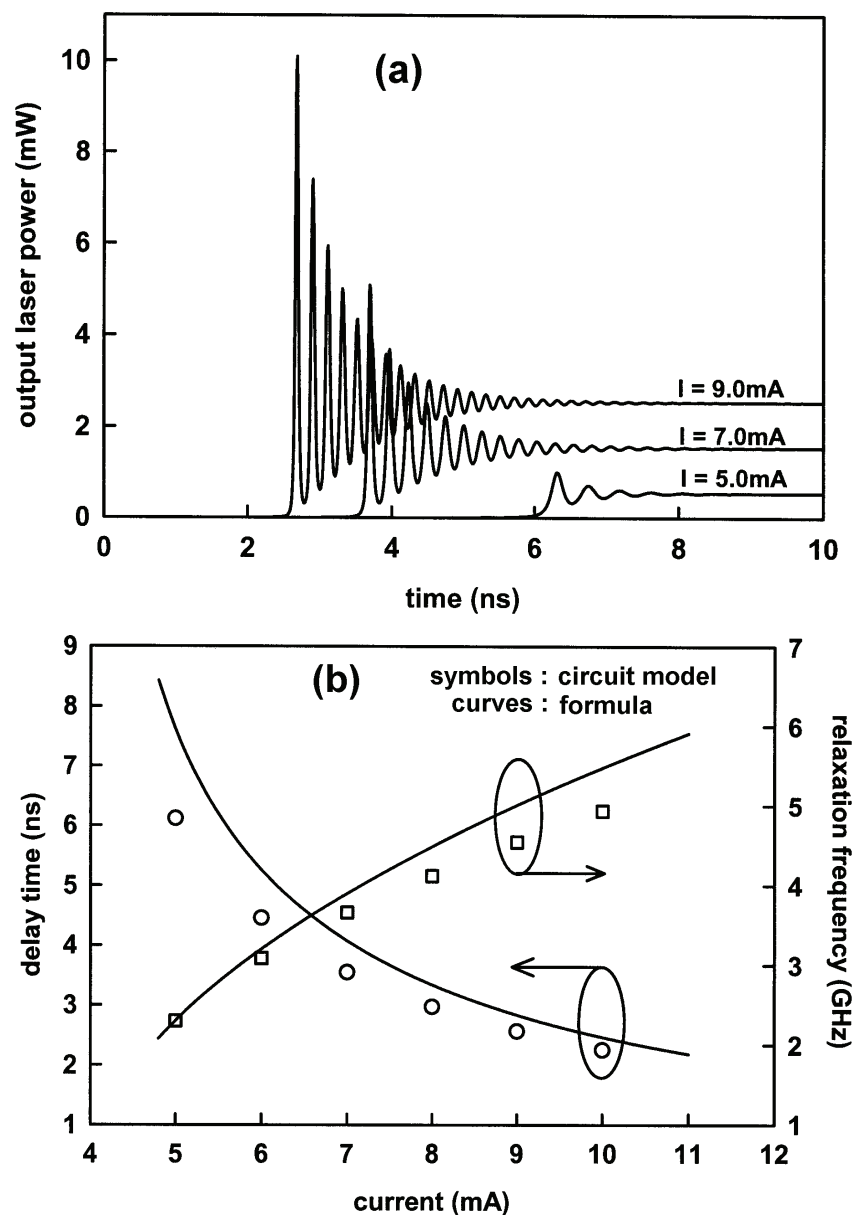 (a)
output laser power (mW)
10
8
6
4
2
0
I = 9.0mA
I = 7.0mA
I = 5.0mA
0 2 4 6 8 10
time (ns)
(b)
symbols : circuit model
curves : formula
delay time (ns)
9
8
7
6
5
4
3
2
1
relaxation frequency (GHz)
7
6
5
4
3
2
1
4 5 6 7 8 9 10 11 12
current (mA)